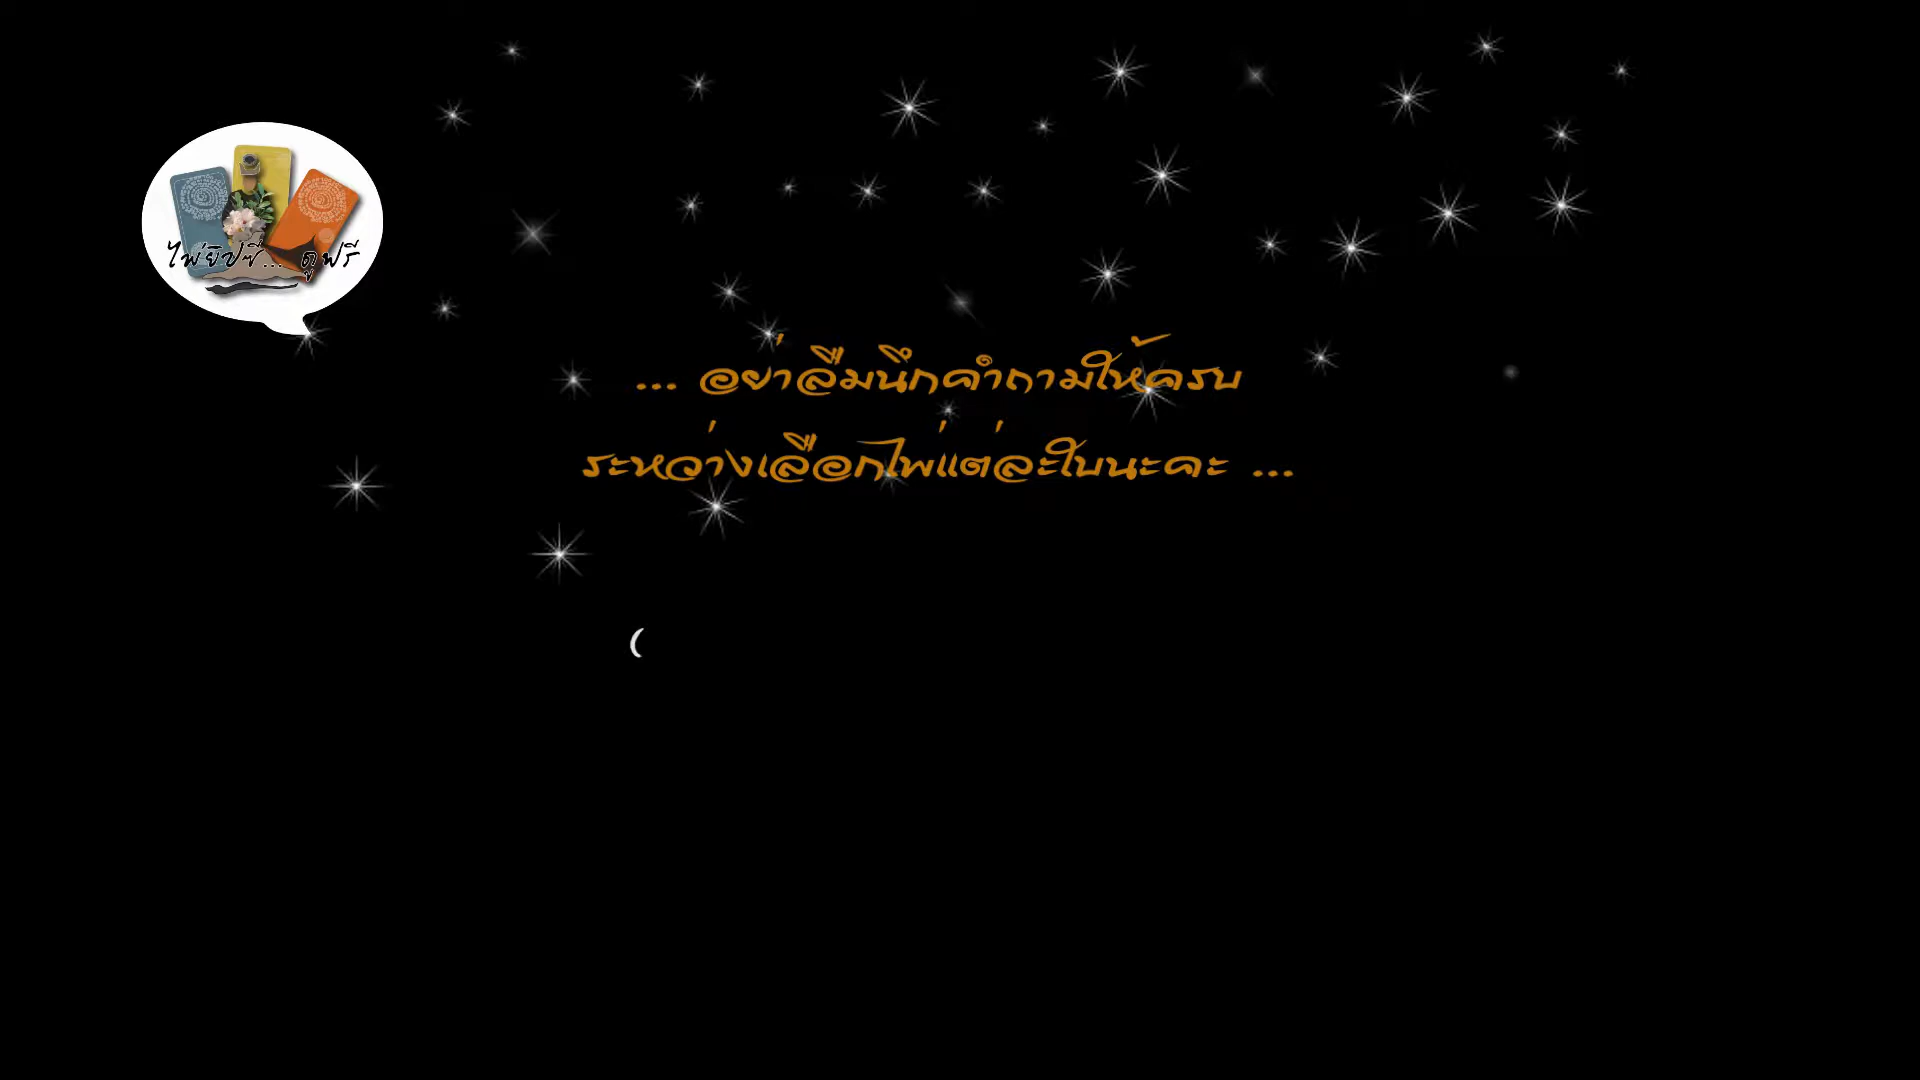 ไพ่ยิปซี... ดูฟรี
... อย่าลืมนึกคำถามให้ครบ
ระหว่างเลือกไพ่แต่ละใบนะคะ ...
(